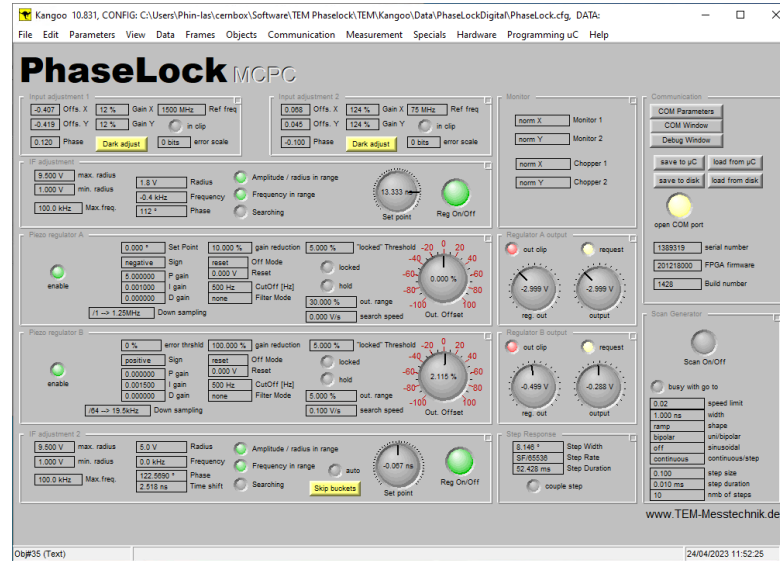 Kangoo 10.831, CONFIG: C:\Users\Phin-las\cernbox\Software\TEM Phaselock\TEM\Kangoo\Data\PhaseLockDigital\PhaseLock.cfg, DATA:
File Edit Parameters View Data Frames Objects Communication Measurement Specials Hardware Programming uC Help
PhaseLock MCPC
Input adjustment 1
-0.407 Offs. X 12 % Gain X 1500 MHz Ref freq
-0.419 Offs. Y 12 % Gain Y in clip
0.120 Phase Dark adjust 0 bits error scale
Input adjustment 2
0.068 Offs. X 124 % Gain X 75 MHz Ref freq
0.045 Offs. Y 124 % Gain Y in clip
-0.100 Phase Dark adjust 0 bits error scale
Monitor
norm X Monitor 1
norm Y Monitor 2
norm X Chopper 1
norm Y Chopper 2
Communication
COM Parameters
COM Window
Debug Window
save to µC load from µC
save to disk load from disk
open COM port
1389319 serial number
201218000 FPGA firmware
1428 Build number
IF adjustment
9.500 V max. radius
1.000 V min. radius
100.0 kHz Max.freq.
1.8 V Radius
-0.4 kHz Frequency
112 ° Phase
Amplitude / radius in range
Frequency in range
Searching
13.333 ns
Set point
Reg On/Off
Piezo regulator A
enable
0.000 ° Set Point 10.000 % gain reduction 5.000 % "locked" Threshold
negative Sign reset Off Mode
5.000000 P gain 0.000 V Reset locked
0.001000 I gain 500 Hz CutOff [Hz] hold
0.000000 D gain none Filter Mode 30.000 % out. range
/1 --> 1.25MHz Down sampling 0.000 V/s search speed
-20 0 20
-40 40
-60 60
-80 80
-100 100
0.000 %
Out. Offset
Regulator A output
out clip request
-2.999 V -2.999 V
reg. out output
Piezo regulator B
enable
0 % error thrshld 100.000 % gain reduction 5.000 % "locked" Threshold
positive Sign reset Off Mode
0.000000 P gain 0.000 V Reset locked
0.001500 I gain 500 Hz CutOff [Hz] hold
0.000000 D gain none Filter Mode 5.000 % out. range
/64 --> 19.5kHz Down sampling 0.100 V/s search speed
-20 0 20
-40 40
-60 60
-80 80
-100 100
2.115 %
Out. Offset
Regulator B output
out clip request
-0.499 V -0.288 V
reg. out output
Scan Generator
Scan On/Off
busy with go to
0.02 speed limit
1.000 ns width
ramp shape
bipolar uni/bipolar
off sinusoidal
continuous continuous/step
0.100 step size
0.010 ms step duration
10 nmb of steps
IF adjustment 2
9.500 V max. radius
1.000 V min. radius
100.0 kHz Max.freq.
5.0 V Radius
0.0 kHz Frequency
122.5690 ° Phase
2.518 ns Time shift
Amplitude / radius in range
Frequency in range
Searching
auto
Skip buckets
-0.067 ns
Set point
Reg On/Off
Step Response
8.146 ° Step Width
SF/65536 Step Rate
52.428 ms Step Duration
couple step
www.TEM-Messtechnik.de
Obj#35 (Text) 24/04/2023 11:52:25